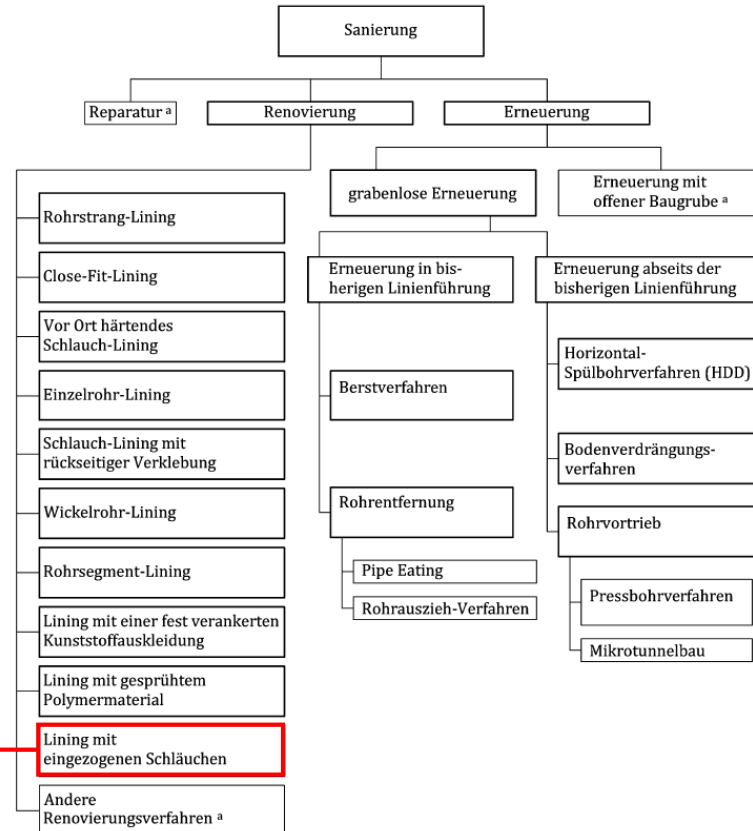 Sanierung
Reparatur ᵃ
Renovierung
Erneuerung
grabenlose Erneuerung
Erneuerung mit
offener Baugrube ᵃ
Rohrstrang-Lining
Close-Fit-Lining
Vor Ort härtendes
Schlauch-Lining
Einzelrohr-Lining
Schlauch-Lining mit
rückseitiger Verklebung
Wickelrohr-Lining
Rohrsegment-Lining
Lining mit einer fest verankerten
Kunststoffauskleidung
Lining mit gesprühtem
Polymermaterial
Lining mit
eingezogenen Schläuchen
Andere
Renovierungsverfahren ᵃ
Erneuerung in bis-
herigen Linienführung
Berstverfahren
Rohrentfernung
Pipe Eating
Rohrauszieh-Verfahren
Erneuerung abseits der
bisherigen Linienführung
Horizontal-
Spülbohrverfahren (HDD)
Bodenverdrängungs-
verfahren
Rohrvortrieb
Pressbohrverfahren
Mikrotunnelbau